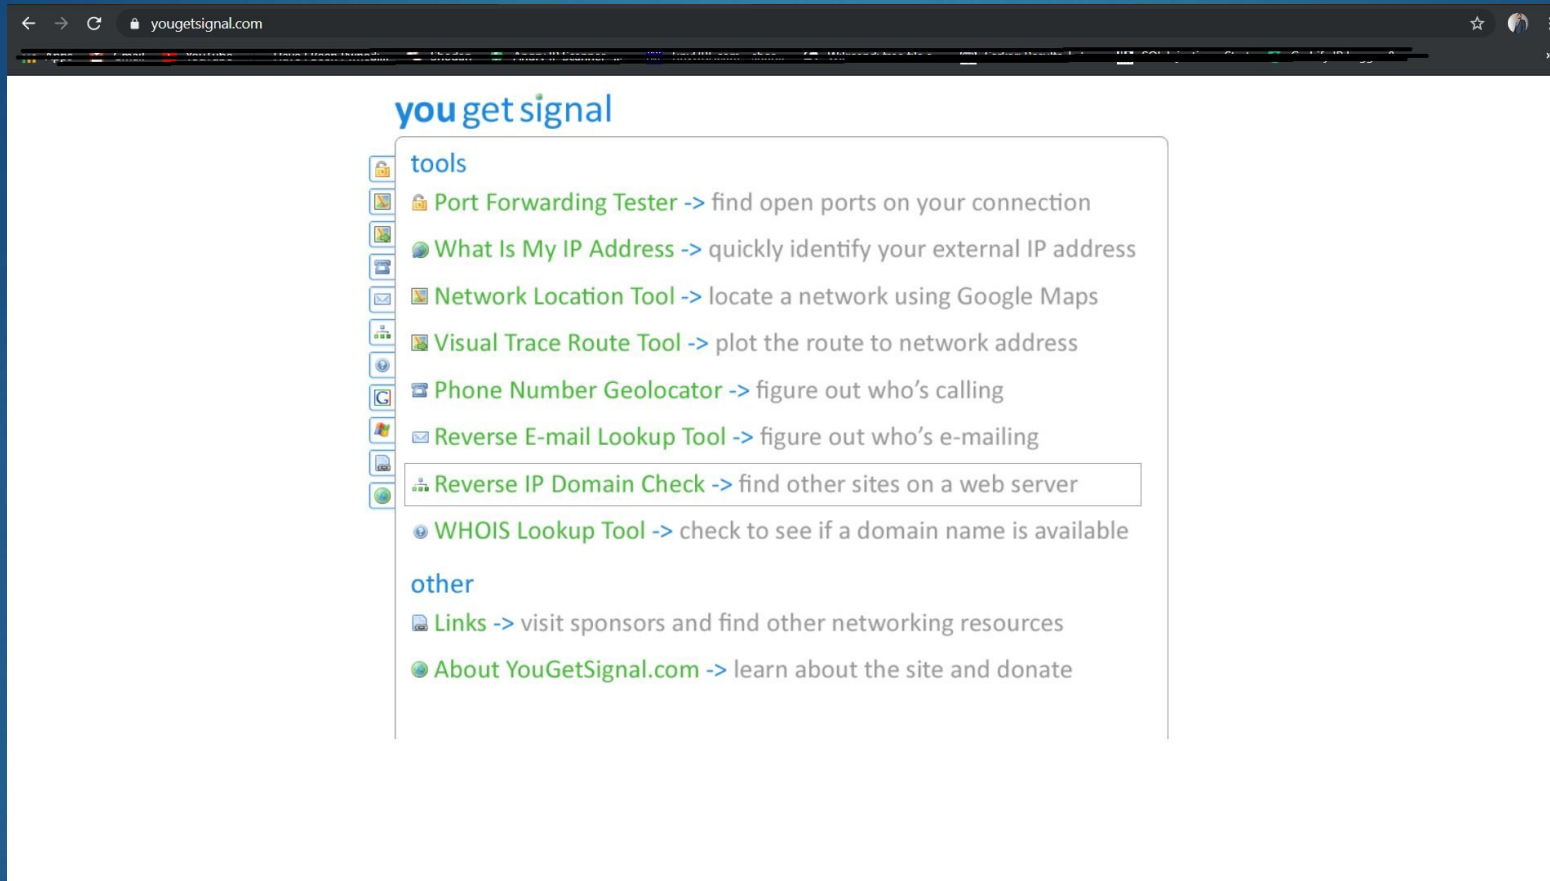 yougetsignal.com
you get signal
tools
Port Forwarding Tester -> find open ports on your connection
What Is My IP Address -> quickly identify your external IP address
Network Location Tool -> locate a network using Google Maps
Visual Trace Route Tool -> plot the route to network address
Phone Number Geolocator -> figure out who's calling
Reverse E-mail Lookup Tool -> figure out who's e-mailing
Reverse IP Domain Check -> find other sites on a web server
WHOIS Lookup Tool -> check to see if a domain name is available
other
Links -> visit sponsors and find other networking resources
About YouGetSignal.com -> learn about the site and donate